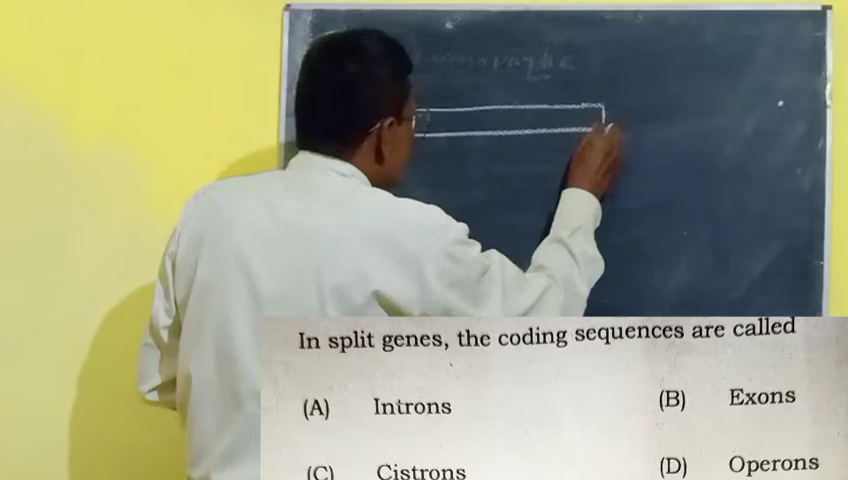 In split genes, the coding sequences are called
(A) Introns (B) Exons
(C) Cistrons (D) Operons